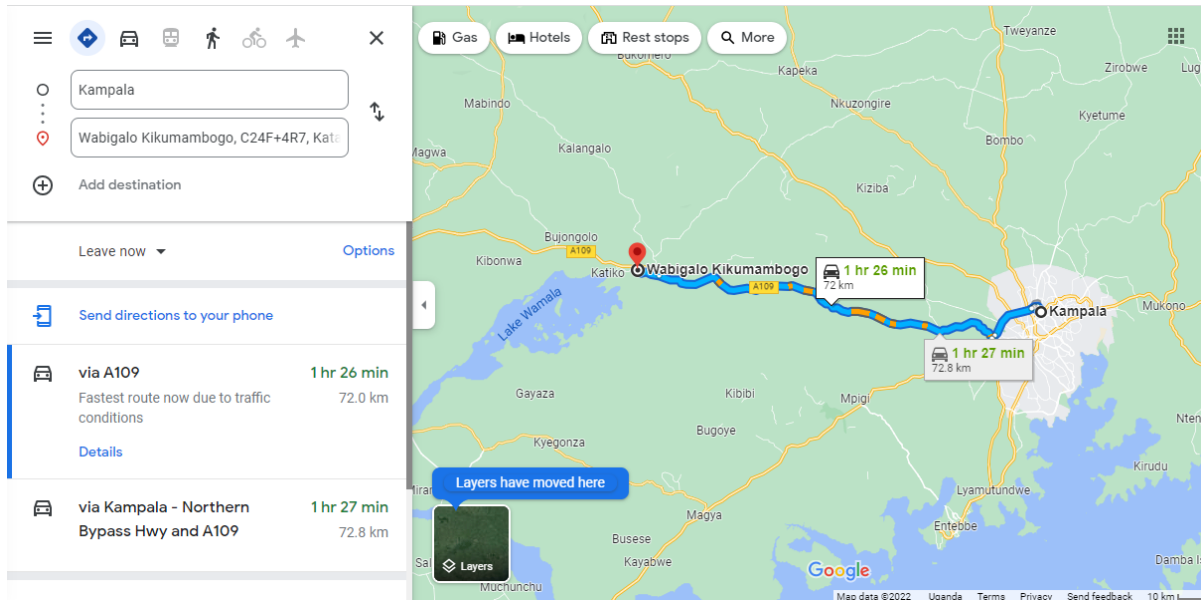 Kampala
Wabigalo Kikumambogo, C24F+4R7, Kata
Add destination
Leave now
Options
Send directions to your phone
via A109
1 hr 26 min
Fastest route now due to traffic
72.0 km
conditions
Details
via Kampala - Northern
1 hr 27 min
Bypass Hwy and A109
72.8 km
Gas
Hotels
Rest stops
More
Tweyanze
Bukomero
Kapeka
Zirobwe
Lug
Mabindo
Nkuzongire
Kyetume
Magwa
Kalangalo
Bombo
Kiziba
Bujongolo
A109
Kibonwa
Katiko
Wabigalo Kikumambogo
1 hr 26 min
72 km
A109
Lake Wamala
Kampala
Mukono
1 hr 27 min
72.8 km
Gayaza
Kibibi
Mpigi
Nten
Bugoye
Kyegonza
Layers have moved here
Kirudu
Lyamutundwe
Magya
Entebbe
Busese
Kayabwe
Damba Is
Layers
Google
Muchunchu
Map data ©2022
Uganda
Terms
Privacy
Send feedback
10 km